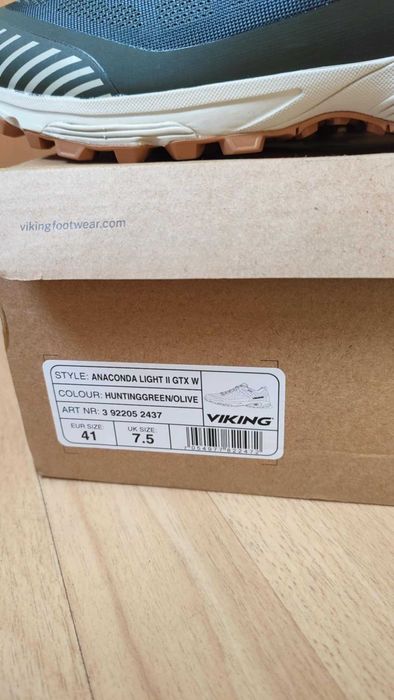 vikingfootwear.com
STYLE: ANACONDA LIGHT II GTX W
COLOUR: HUNTINGGREEN/OLIVE
ART NR: 3 92205 2437
EUR SIZE:
41
UK SIZE:
7.5
VIKING